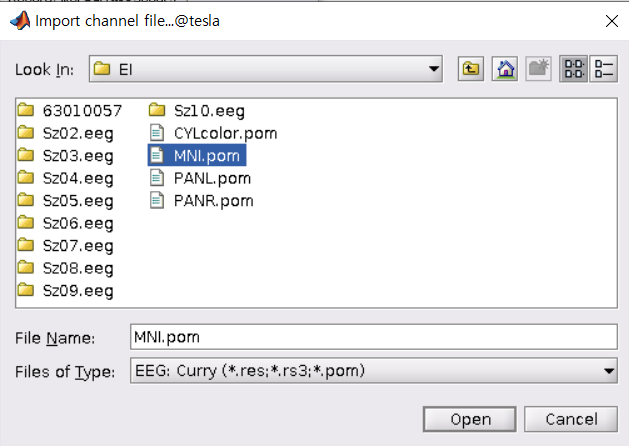 Import channel file...@tesla
Look In: EI
63010057
Sz02.eeg
Sz03.eeg
Sz04.eeg
Sz05.eeg
Sz06.eeg
Sz07.eeg
Sz08.eeg
Sz09.eeg
Sz10.eeg
CYLcolor.pom
MNI.pom
PANL.pom
PANR.pom
File Name: MNI.pom
Files of Type: EEG: Curry (*.res;*.rs3;*.pom)
Open Cancel